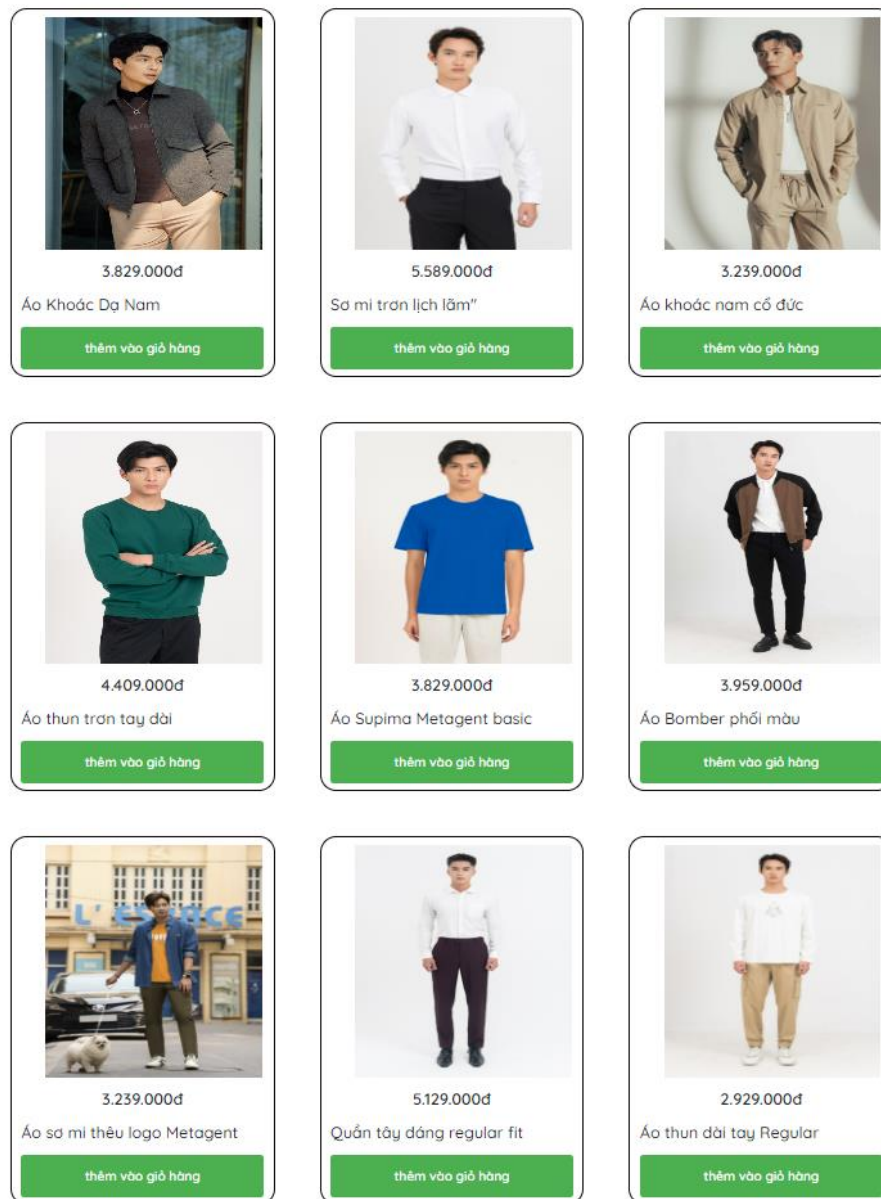 3.829.000đ
Áo Khoác Dạ Nam
thêm vào giỏ hàng
5.589.000đ
Sơ mi trơn lịch lãm"
thêm vào giỏ hàng
3.239.000đ
Áo khoác nam cổ đức
thêm vào giỏ hàng
4.409.000đ
Áo thun trơn tay dài
thêm vào giỏ hàng
3.829.000đ
Áo Supima Metagent basic
thêm vào giỏ hàng
3.959.000đ
Áo Bomber phối màu
thêm vào giỏ hàng
L'
3.239.000đ
Áo sơ mi thêu logo Metagent
thêm vào giỏ hàng
5.129.000đ
Quần tây dáng regular fit
thêm vào giỏ hàng
2.929.000đ
Áo thun dài tay Regular
thêm vào giỏ hàng